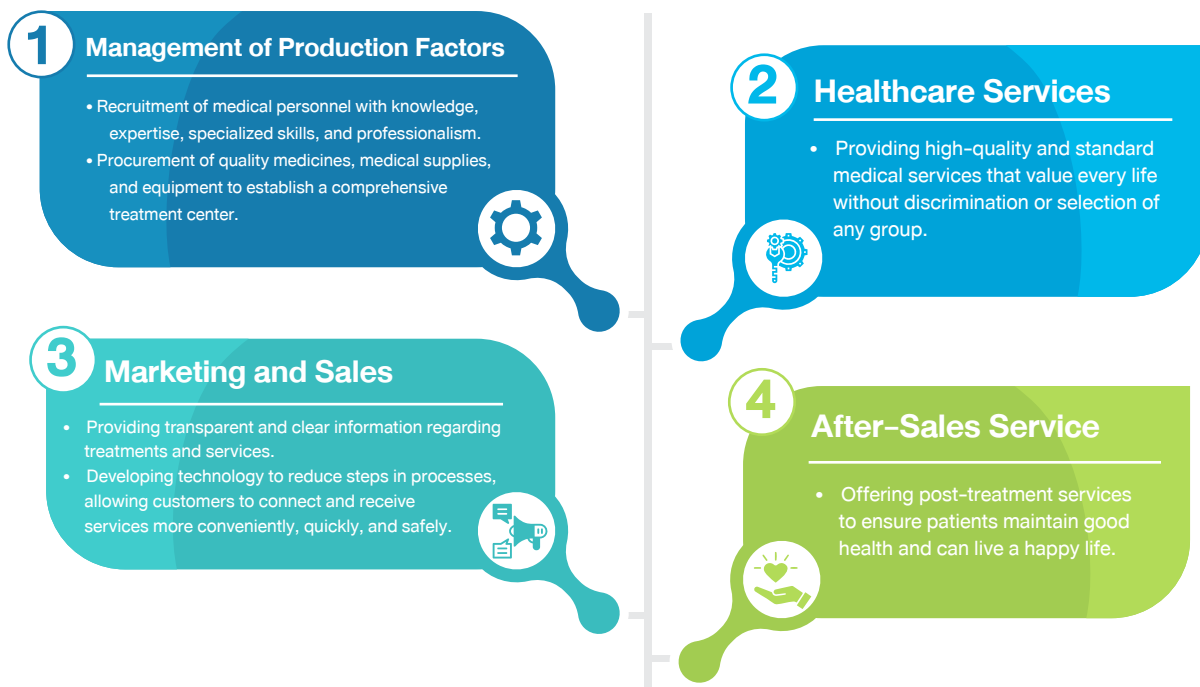 1
Management of Production Factors
• Recruitment of medical personnel with knowledge,
expertise, specialized skills, and professionalism.
• Procurement of quality medicines, medical supplies,
and equipment to establish a comprehensive
treatment center.
2
Healthcare Services
• Providing high-quality and standard
medical services that value every life
without discrimination or selection of
any group.
3
Marketing and Sales
• Providing transparent and clear information regarding
treatments and services.
• Developing technology to reduce steps in processes,
allowing customers to connect and receive
services more conveniently, quickly, and safely.
4
After-Sales Service
• Offering post-treatment services
to ensure patients maintain good
health and can live a happy life.